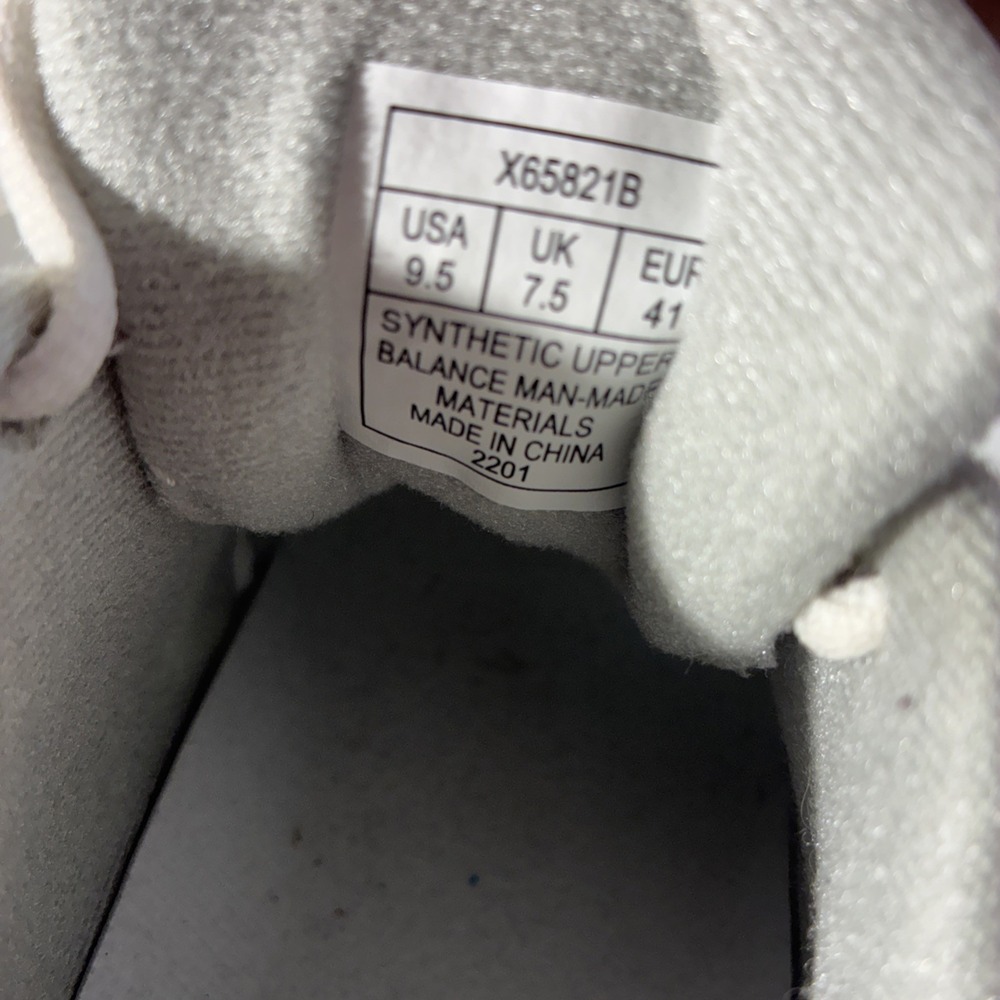 X65821B
USA UK EUR
9.5 7.5 41
SYNTHETIC UPPER
BALANCE MAN-MADE
MATERIALS
MADE IN CHINA
2201